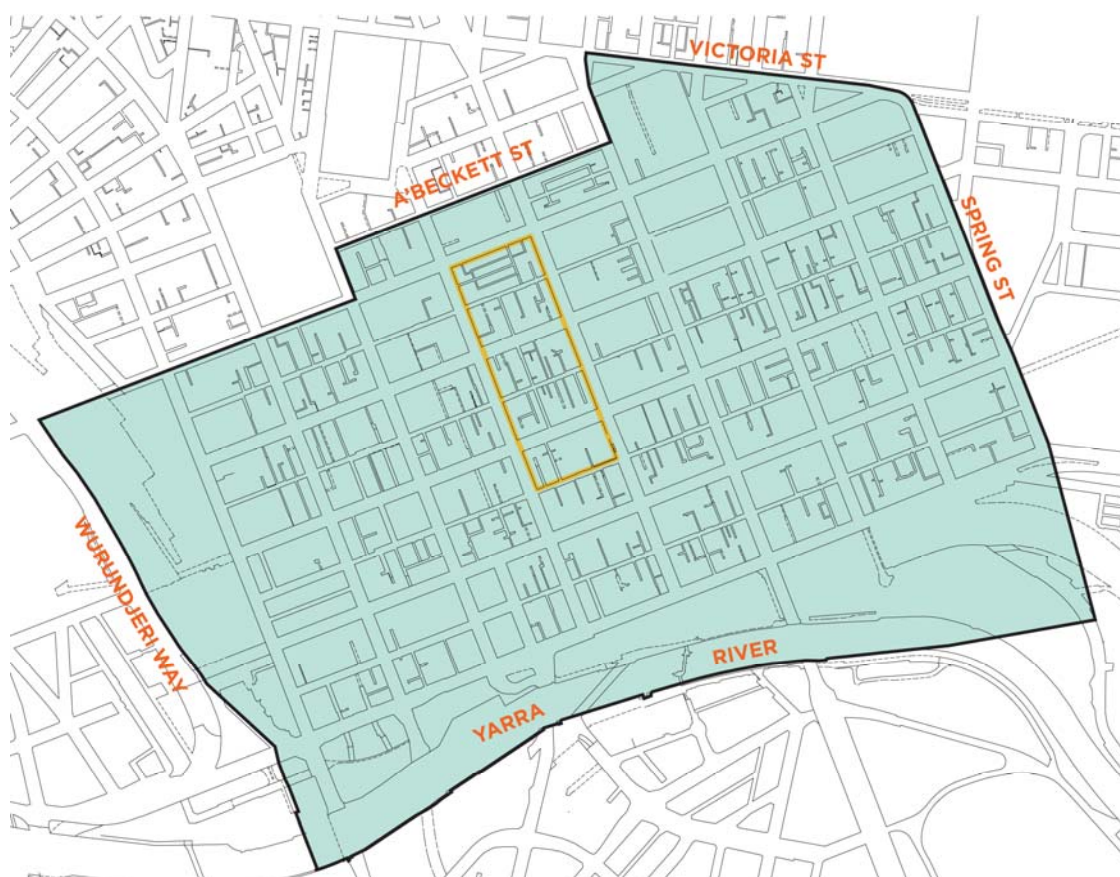 VICTORIA ST
A'BECKETT ST
SPRING ST
WURUNDJERI WAY
RIVER
YARRA